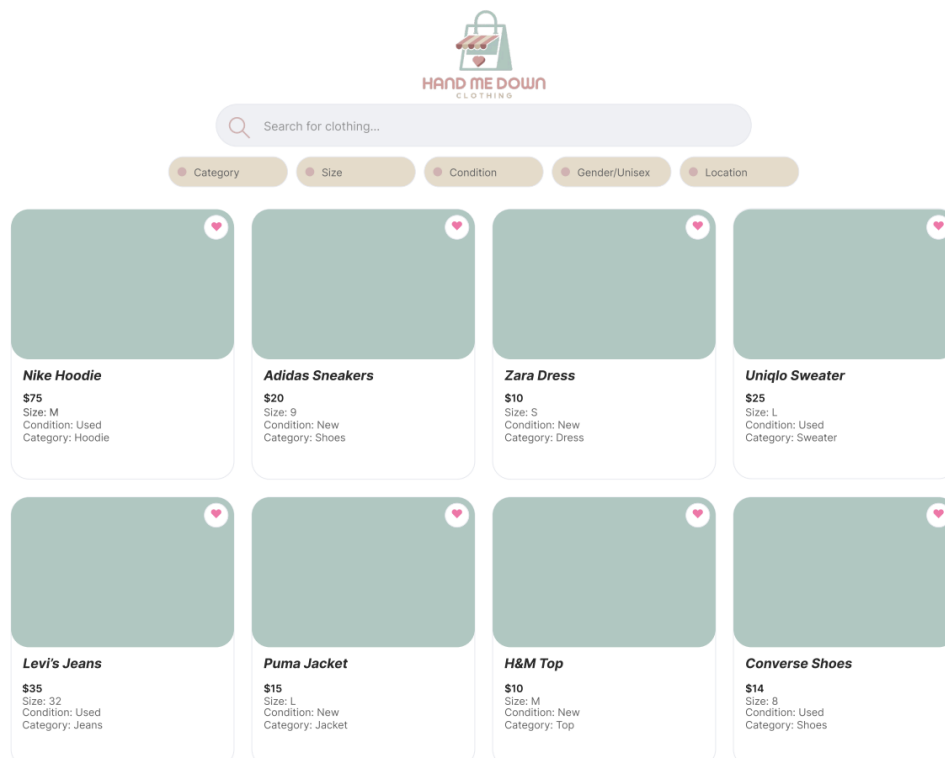 HAND ME DOWN
CLOTHING
Search for clothing...
Category
Size
Condition
Gender/Unisex
Location
Nike Hoodie
$75
Size: M
Condition: Used
Category: Hoodie
Adidas Sneakers
$20
Size: 9
Condition: New
Category: Shoes
Zara Dress
$10
Size: S
Condition: New
Category: Dress
Uniqlo Sweater
$25
Size: L
Condition: Used
Category: Sweater
Levi’s Jeans
$35
Size: 32
Condition: Used
Category: Jeans
Puma Jacket
$15
Size: L
Condition: New
Category: Jacket
H&M Top
$10
Size: M
Condition: New
Category: Top
Converse Shoes
$14
Size: 8
Condition: Used
Category: Shoes